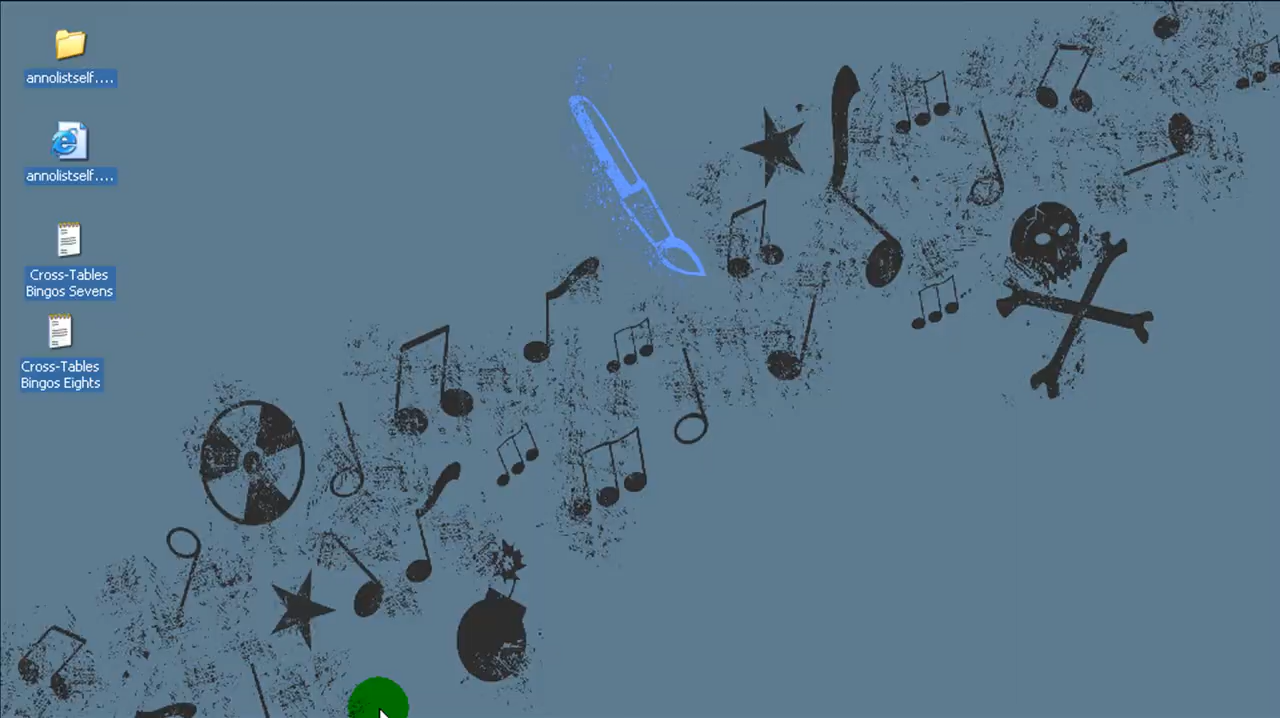 annolistself....
annolistself....
Cross-Tables
Bingos Sevens
Cross-Tables
Bingos Eights